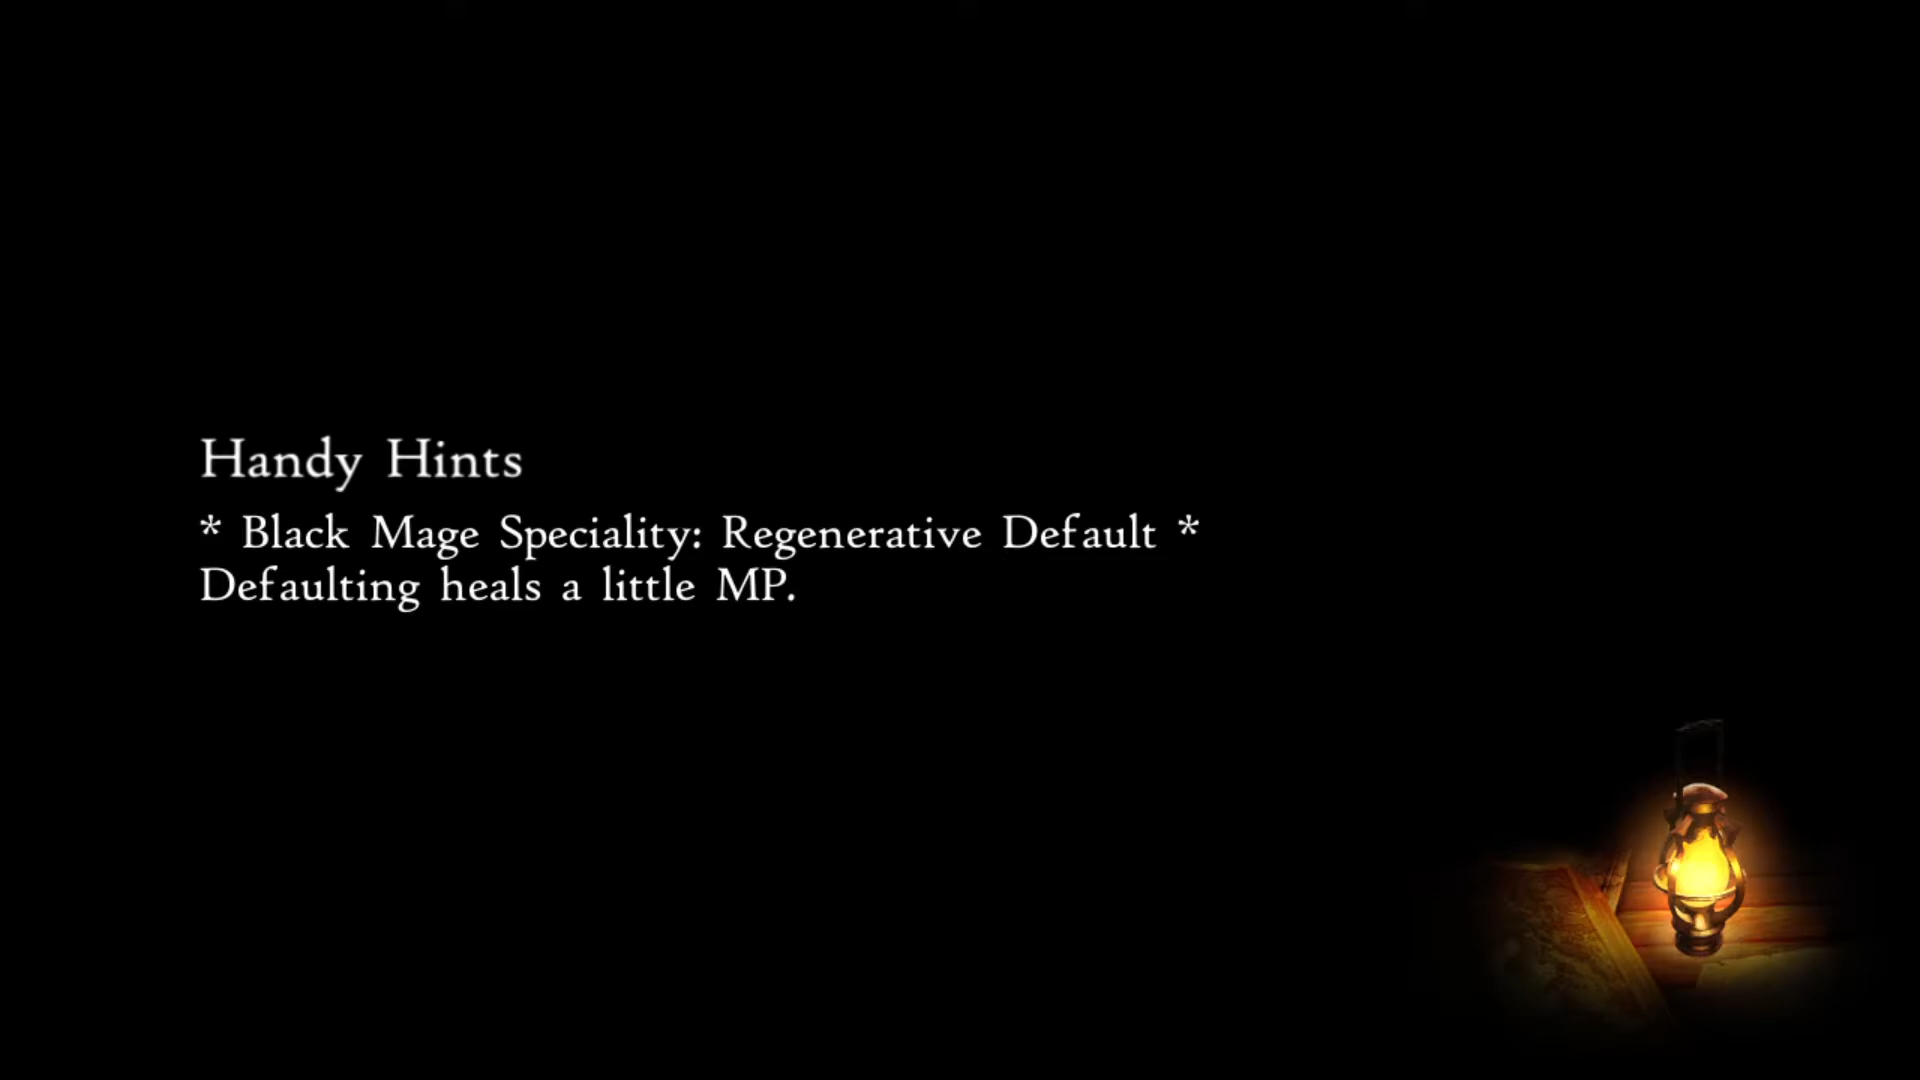 Handy Hints
* Black Mage Speciality: Regenerative Default *
Defaulting heals a little MP.